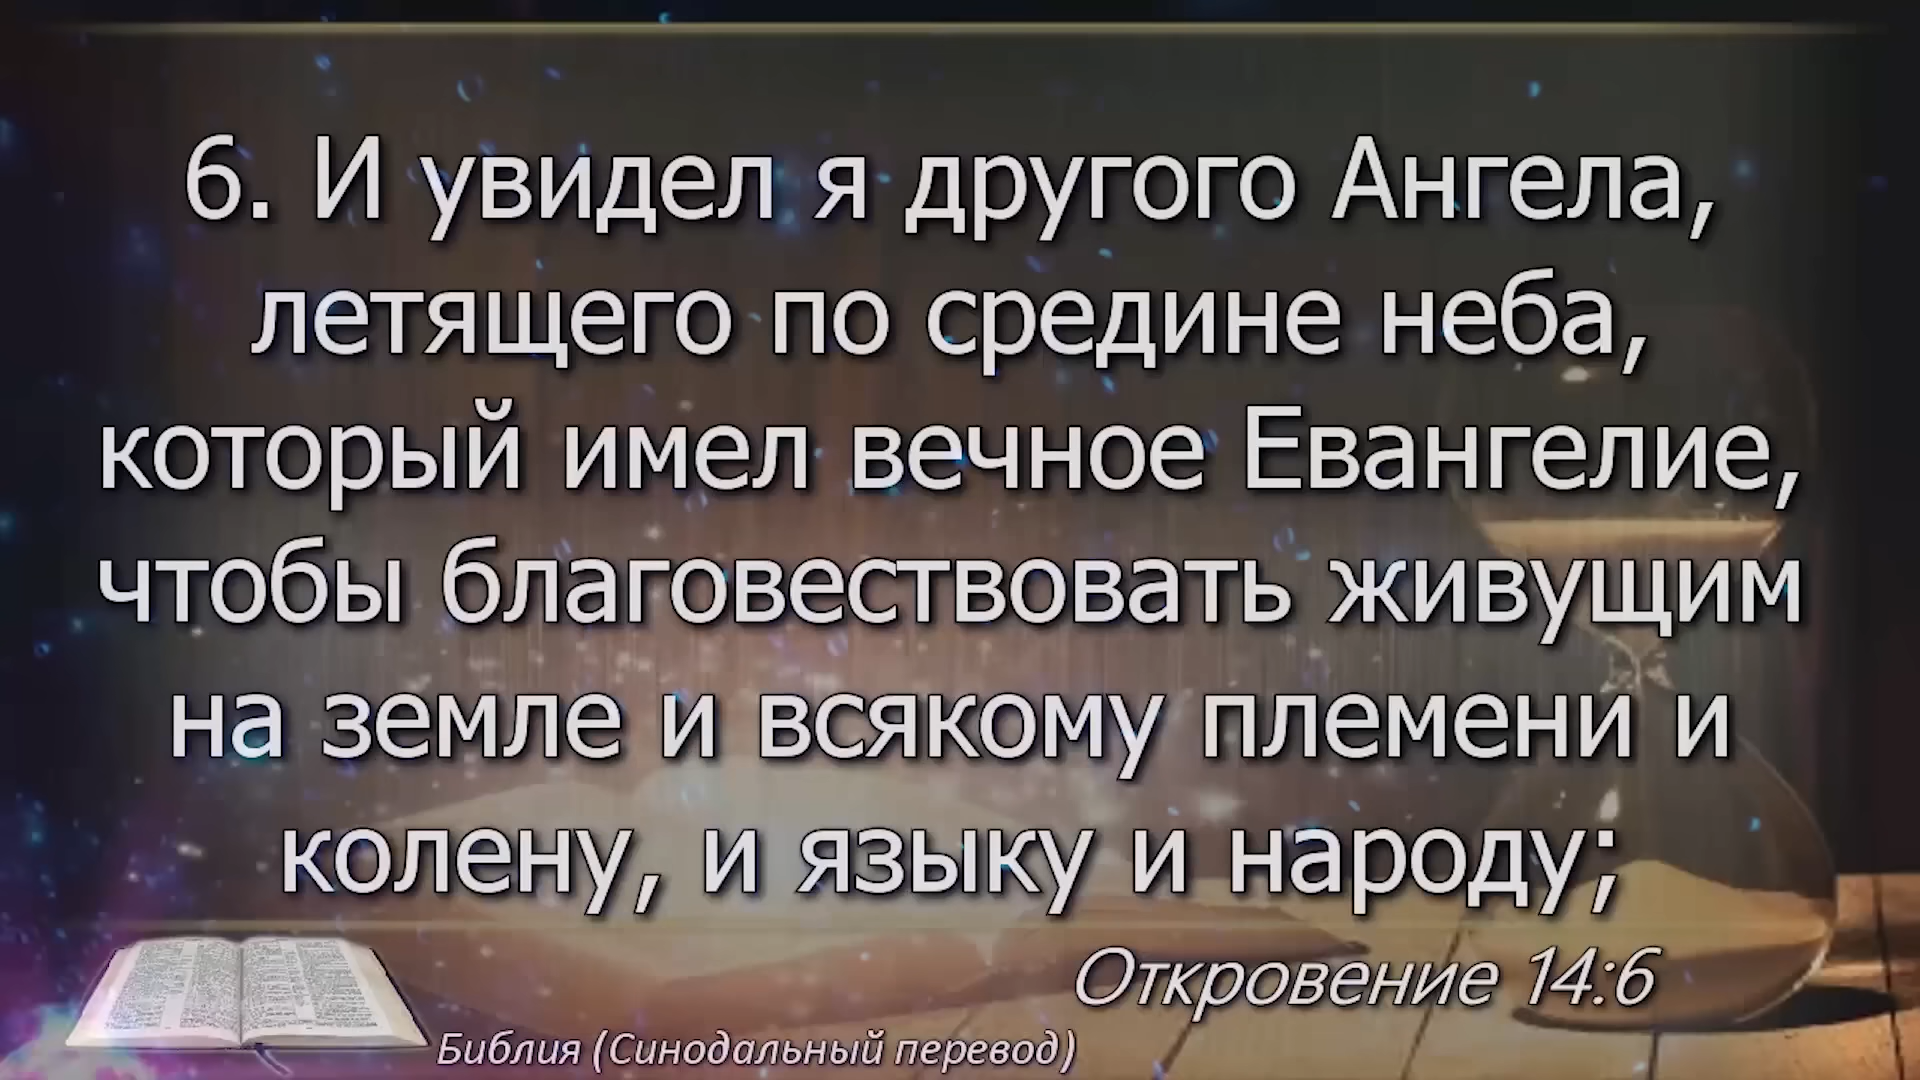 6. И увидел я другого Ангела,
летящего по средине неба,
который имел вечное Евангелие,
чтобы благовествовать живущим
на земле и всякому племени и
колену, и языку и народу;
Откровение 14:6
Библия (Синодальный перевод)